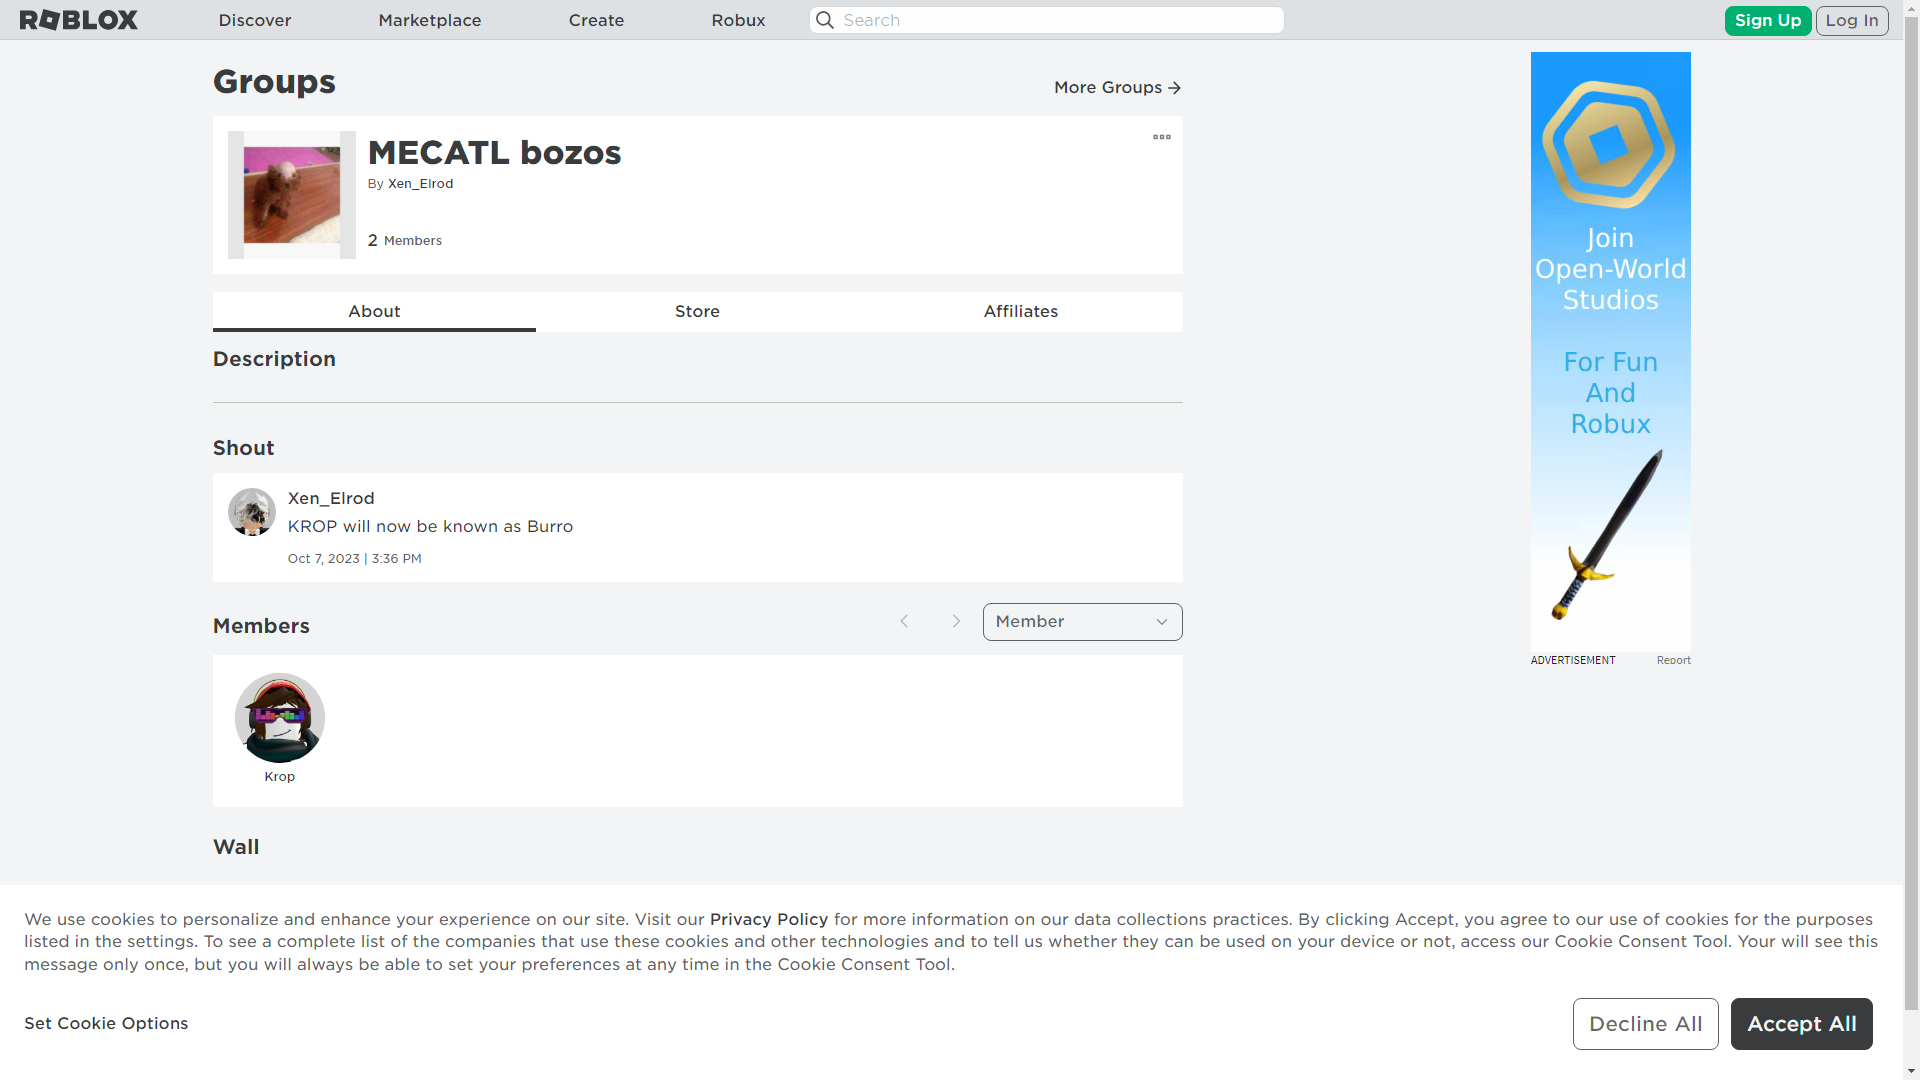 ROBLOX
Discover
Marketplace
Create
Robux
Search
Sign Up
Log In
Groups
More Groups
MECATL bozos
By Xen_Elrod
2 Members
About
Store
Affiliates
Description
Shout
Xen_Elrod
KROP will now be known as Burro
Oct 7, 2023 | 3:36 PM
Members
Member
Krop
Wall
Join
Open-World
Studios
For Fun
And
Robux
ADVERTISEMENT
Report
We use cookies to personalize and enhance your experience on our site. Visit our Privacy Policy for more information on our data collections practices. By clicking Accept, you agree to our use of cookies for the purposes
listed in the settings. To see a complete list of the companies that use these cookies and other technologies and to tell us whether they can be used on your device or not, access our Cookie Consent Tool. Your will see this
message only once, but you will always be able to set your preferences at any time in the Cookie Consent Tool.
Set Cookie Options
Decline All
Accept All